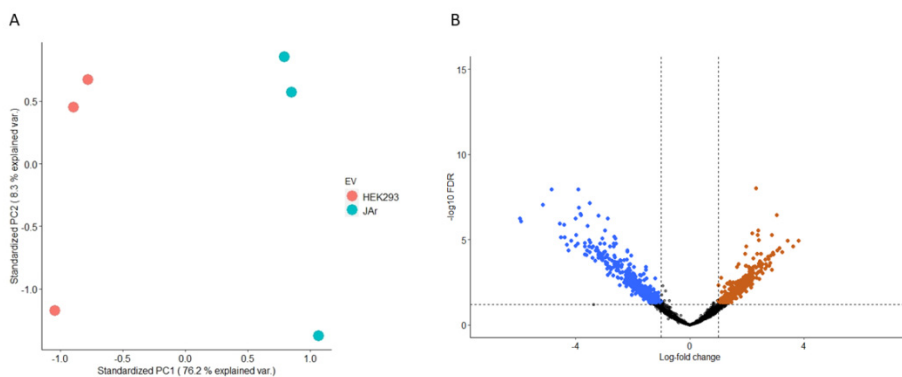 A
Standardized PC2 ( 8.3 % explained var.)
0.5
0.0
-0.5
-1.0
-1.0
-0.5
0.0
0.5
1.0
Standardized PC1 ( 76.2 % explained var.)
EV
HEK293
JAr
B
-log10 FDR
15
10
5
0
-4
0
4
Log-fold change